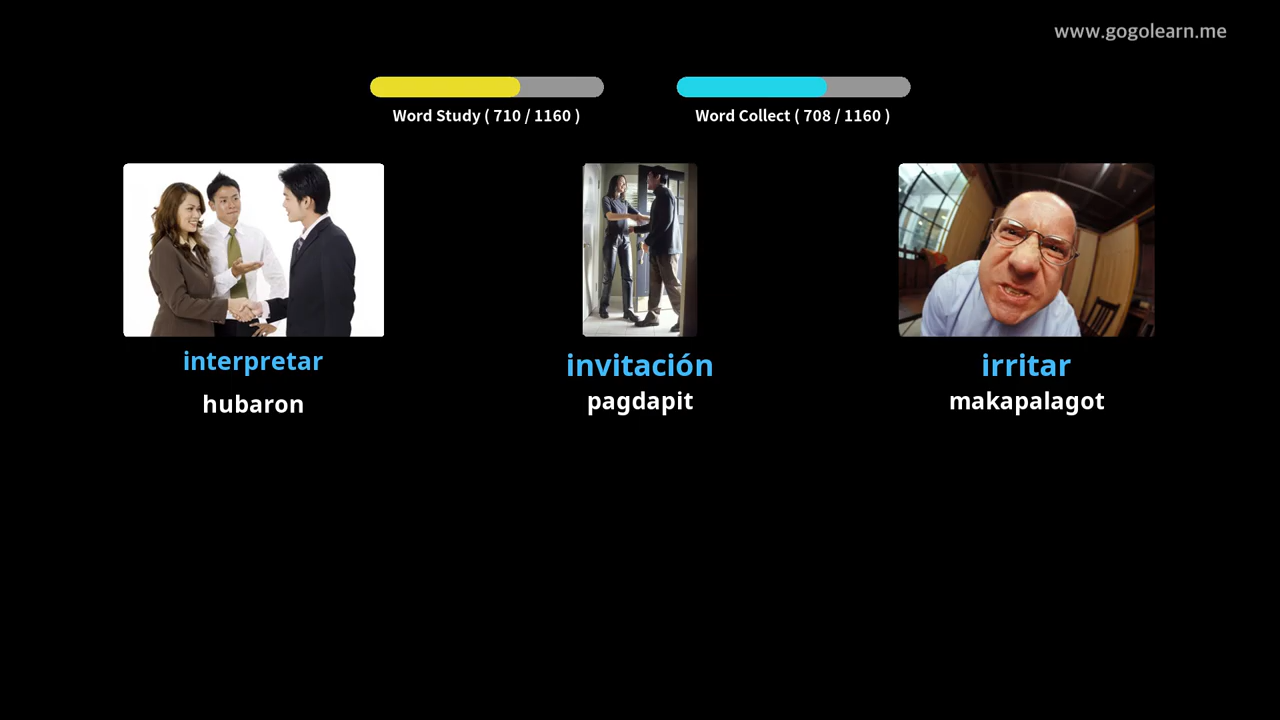 www.gogolearn.me
Word Study ( 710 / 1160 )
Word Collect ( 708 / 1160 )
interpretar
hubaron
invitación
pagdapit
irritar
makapalagot